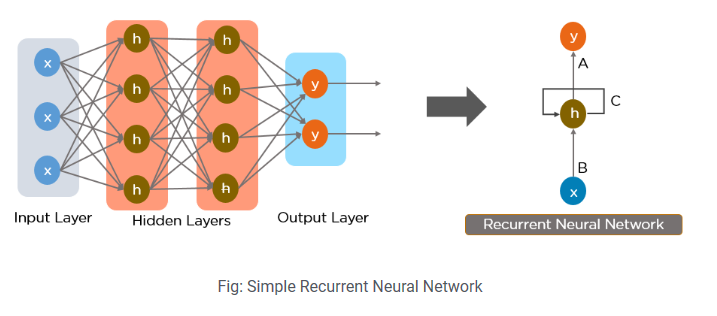 x
x
x
h
h
h
h
h
h
h
h
y
y
Input Layer
Hidden Layers
Output Layer
y
A
h
C
B
x
Recurrent Neural Network
Fig: Simple Recurrent Neural Network